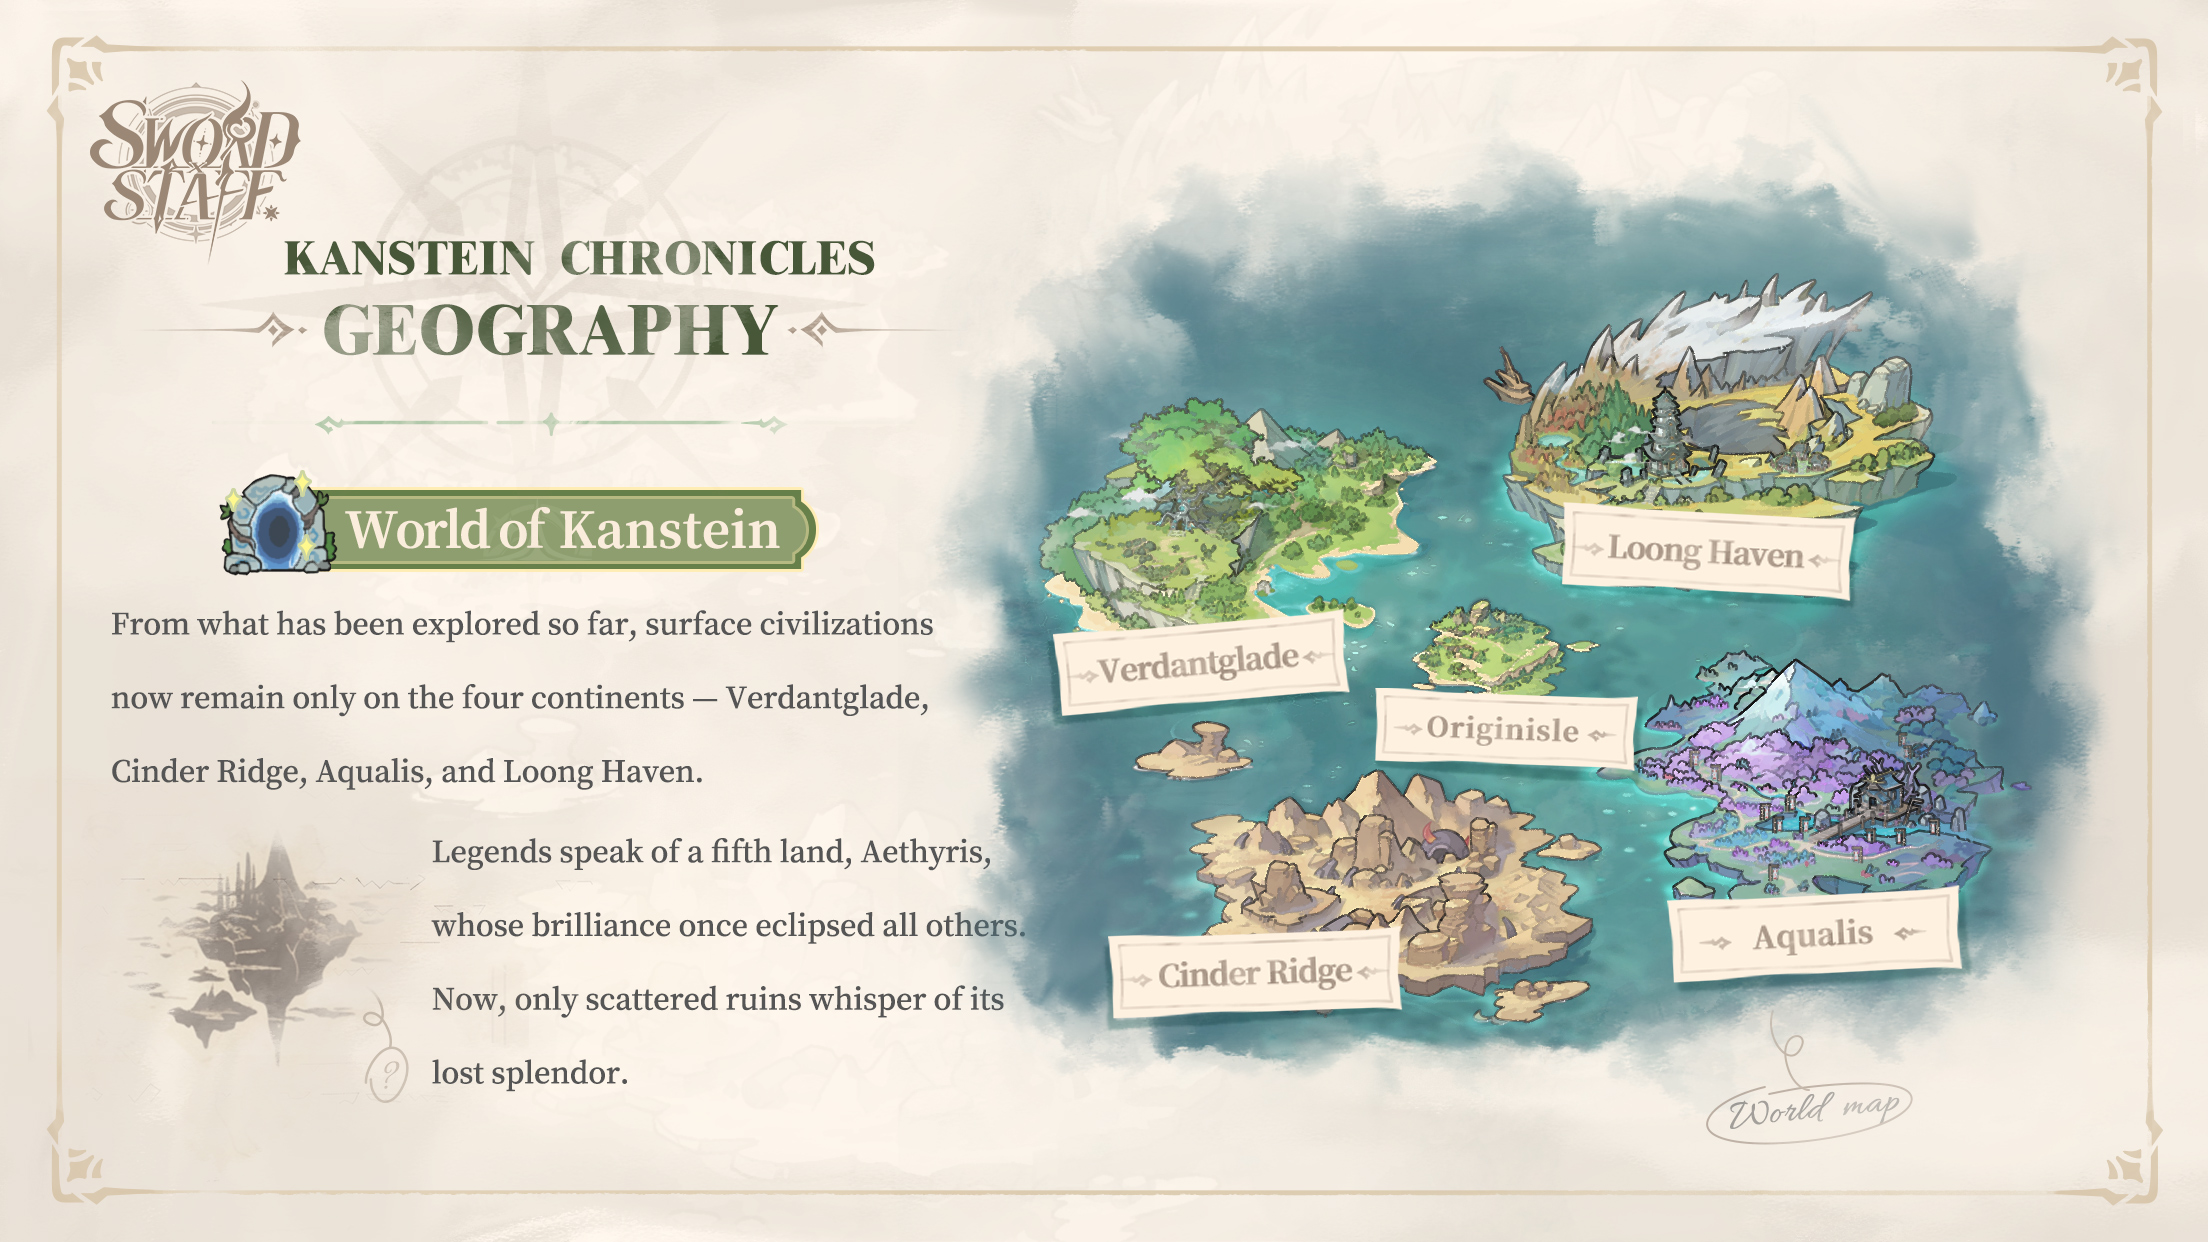 SWORD
STAFF
KANSTEIN CHRONICLES
GEOGRAPHY
World of Kanstein
From what has been explored so far, surface civilizations
now remain only on the four continents — Verdantglade,
Cinder Ridge, Aqualis, and Loong Haven.
Legends speak of a fifth land, Aethyris,
whose brilliance once eclipsed all others.
Now, only scattered ruins whisper of its
lost splendor.
?
Loong Haven
Verdantglade
Originisle
Aqualis
Cinder Ridge
World map